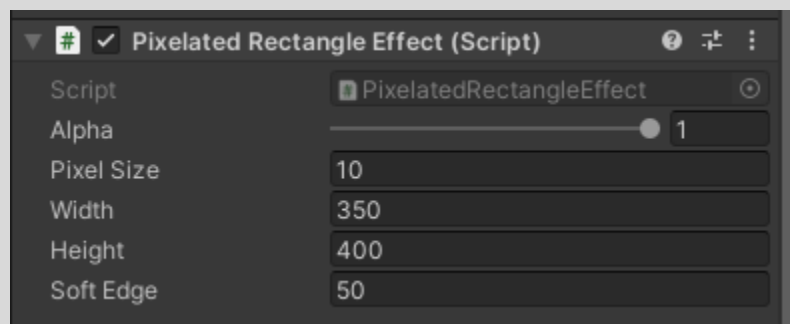 # Pixelated Rectangle Effect (Script) ?
Script # PixelatedRectangleEffect
Alpha 1
Pixel Size 10
Width 350
Height 400
Soft Edge 50